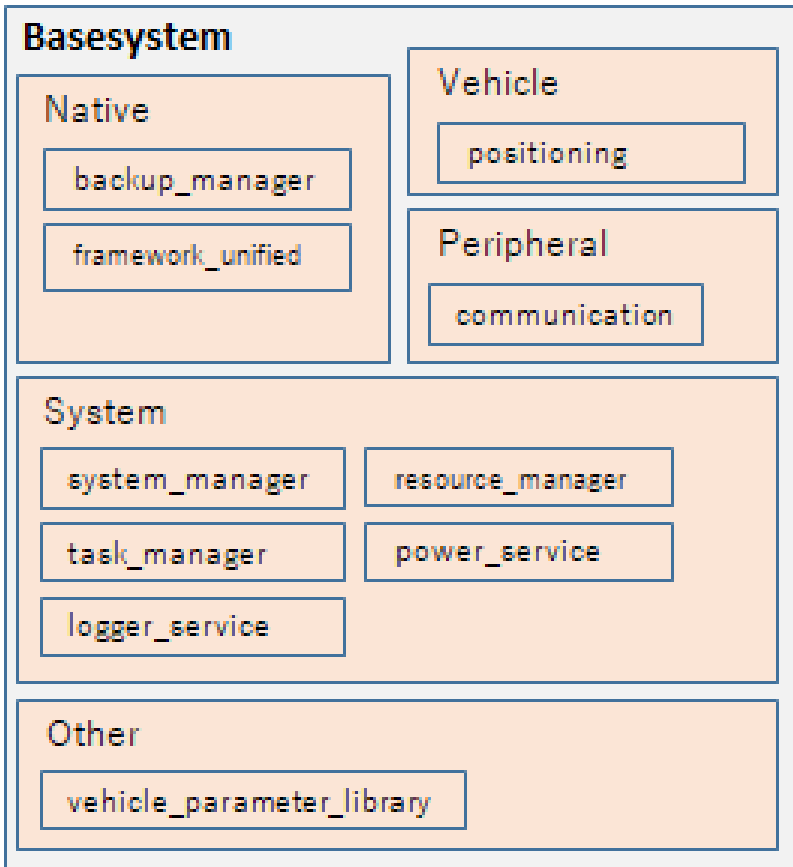 Basesystem
Native
backup_manager
framework_unified
Vehicle
positioning
Peripheral
communication
System
system_manager
resource_manager
task_manager
power_service
logger_service
Other
vehicle_parameter_library